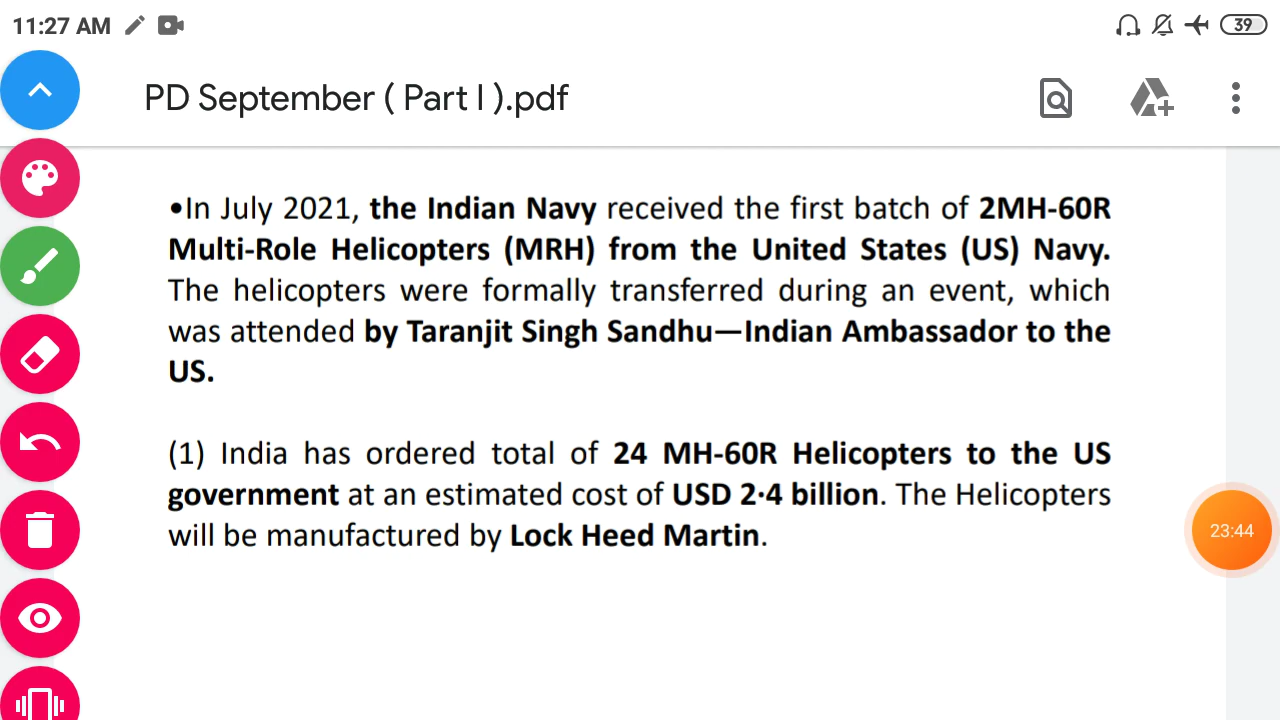 11:27 AM
39
PD September ( Part I ).pdf
•In July 2021, the Indian Navy received the first batch of 2MH-60R
Multi-Role Helicopters (MRH) from the United States (US) Navy.
The helicopters were formally transferred during an event, which
was attended by Taranjit Singh Sandhu—Indian Ambassador to the
US.
(1) India has ordered total of 24 MH-60R Helicopters to the US
government at an estimated cost of USD 2·4 billion. The Helicopters
will be manufactured by Lock Heed Martin.
23:44